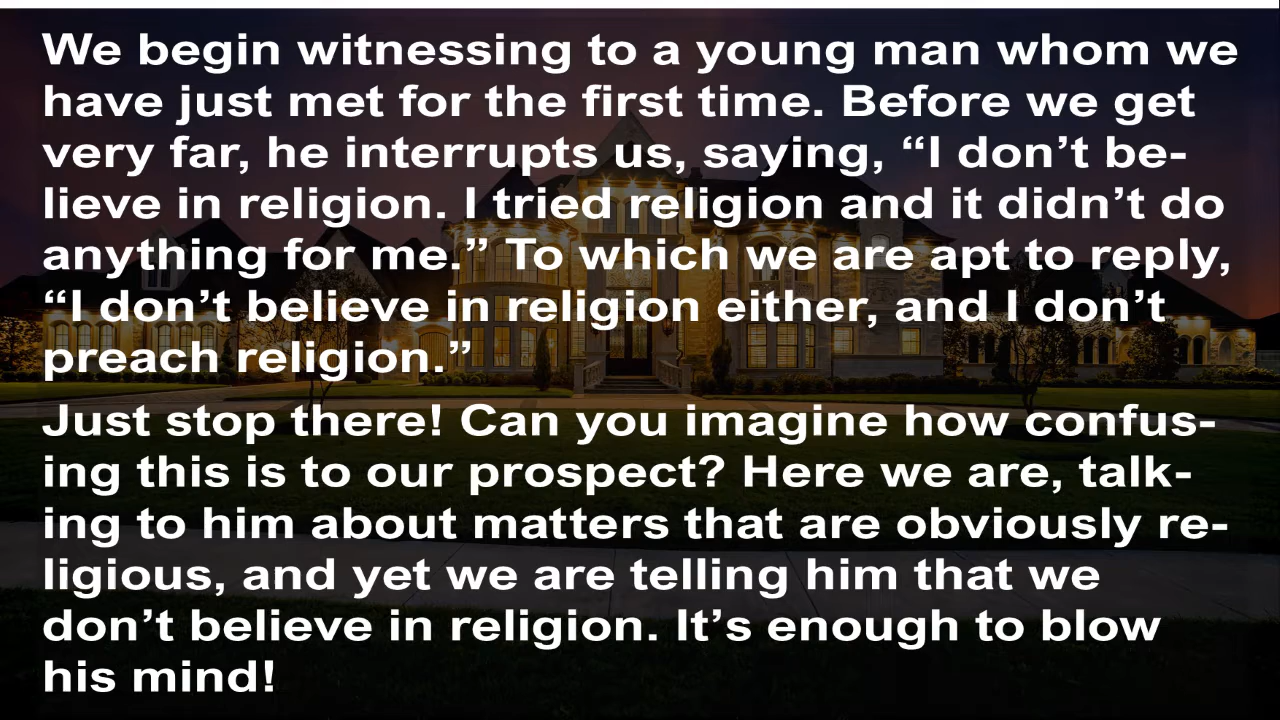 We begin witnessing to a young man whom we
have just met for the first time. Before we get
very far, he interrupts us, saying, “I don’t be-
lieve in religion. I tried religion and it didn’t do
anything for me.” To which we are apt to reply,
“I don’t believe in religion either, and I don’t
preach religion.”
Just stop there! Can you imagine how confus-
ing this is to our prospect? Here we are, talk-
ing to him about matters that are obviously re-
ligious, and yet we are telling him that we
don’t believe in religion. It’s enough to blow
his mind!